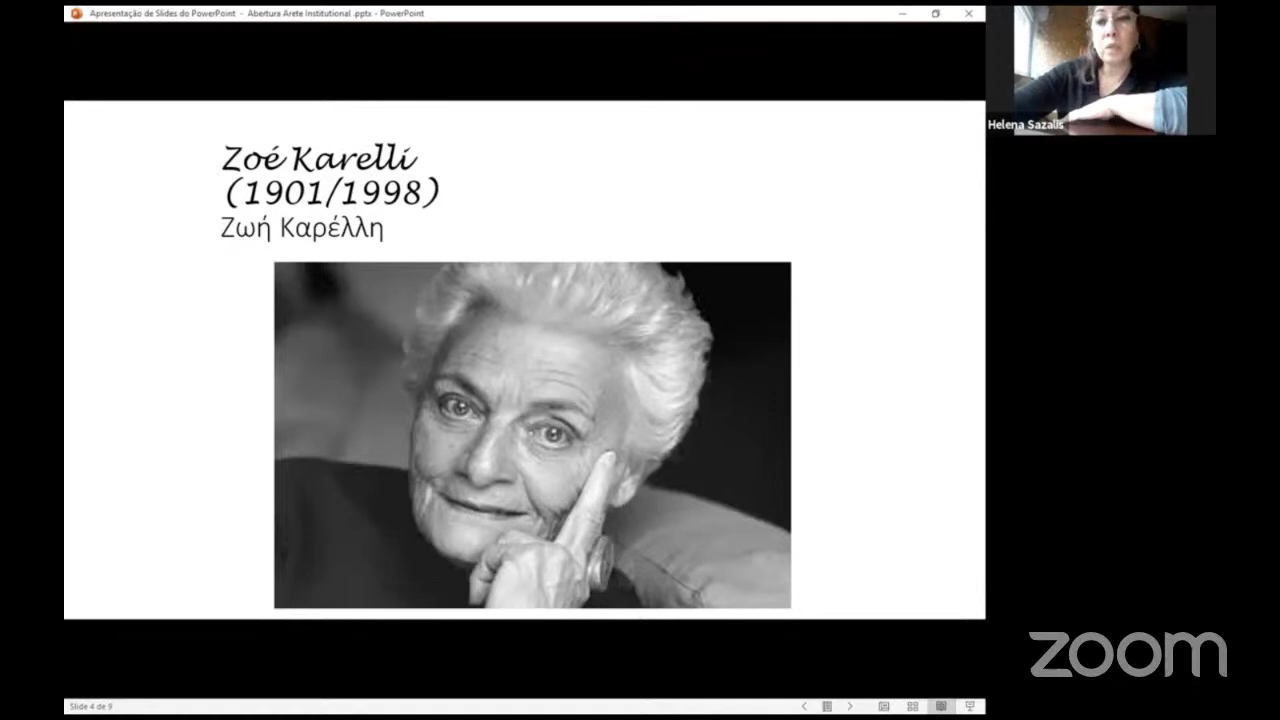 Apresentação de Slides do PowerPoint - Abertura Arete Institutional .pptx - PowerPoint
Helena Sazalis
Zoé Karelli
(1901/1998)
Ζωή Καρέλλη
zoom
Slide 4 de 9